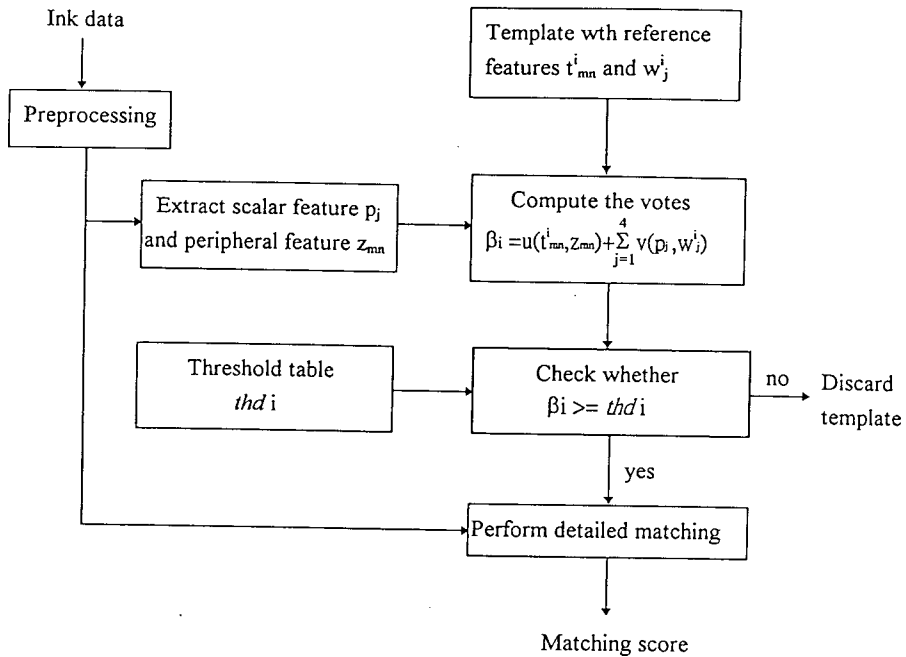 Ink data
Preprocessing
Template wth reference
features t^i_mn and w^i_j
Extract scalar feature p_j
and peripheral feature z_mn
Compute the votes
βi =u(t^i_mn,z_mn)+∑_{j=1}^{4} v(p_j,w^i_j)
Threshold table
thd i
Check whether
βi >= thd i
no
Discard
template
yes
Perform detailed matching
Matching score